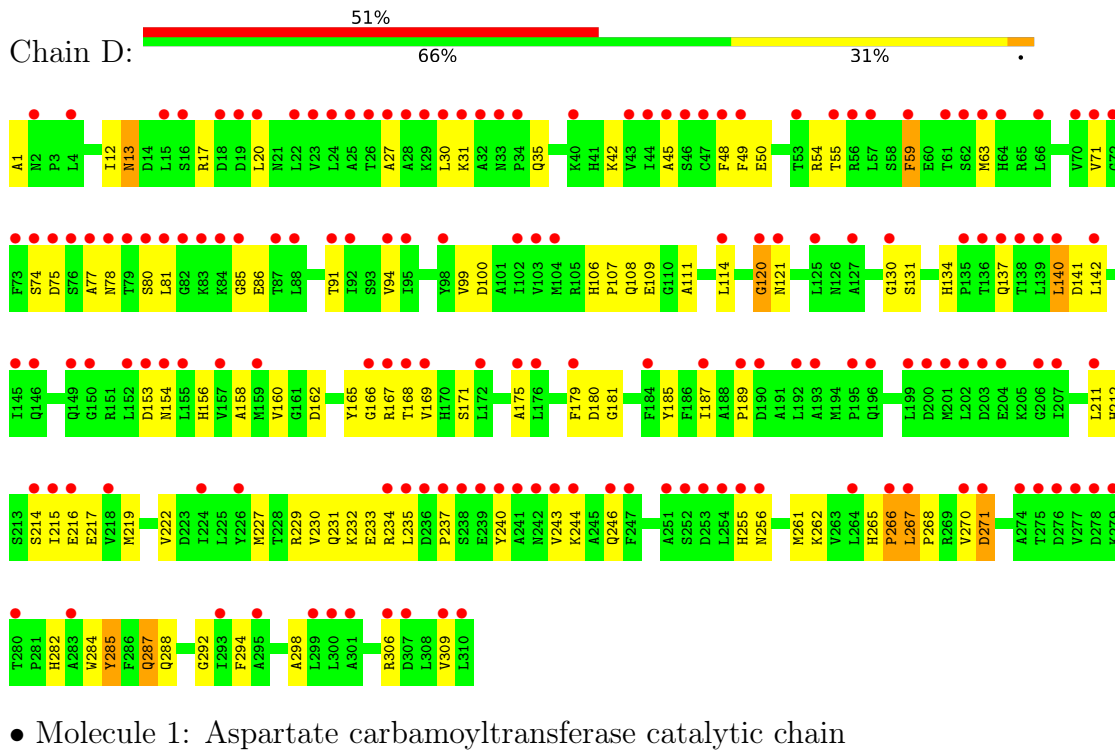 51%
Chain D:
66% 31% •
A1 N2 P3 L4 I12 N13 D14 L15 S16 R17 D18 D19 L20 N21 L22 V23 L24 A25 T26 A27 A28 K29 L30 K31 A32 N33 P34 Q35 K40 H41 K42 V43 I44 A45 S46 C47 F48 F49 E50 T53 R54 T55 R56 L57 S58 F59 E60 T61 S62 M63 H64 R65 L66 V70 V71 G72
F73 S74 D75 S76 A77 N78 T79 S80 L81 G82 K83 K84 G85 E86 T87 L88 T91 I92 S93 V94 I95 Y98 V99 D100 A101 I102 V103 M104 R105 H106 P107 Q108 E109 G110 A111 L114 G120 N121 L125 N126 A127 G130 S131 H134 P135 T136 Q137 T138 L139 L140 D141 L142
I145 Q146 Q149 G150 R151 L152 D153 N154 L155 H156 V157 A158 M159 V160 G161 D162 Y165 G166 R167 T168 V169 H170 S171 L172 A175 L176 F179 D180 G181 F184 Y185 F186 I187 A188 P189 D190 A191 L192 A193 M194 P195 Q196 L199 D200 M201 L202 D203 E204 K205 G206 I207 L211 H212
S213 S214 I215 E216 E217 V218 M219 V222 D223 I224 L225 Y226 M227 T228 R229 V230 Q231 K232 E233 R234 L235 D236 P237 S238 E239 Y240 A241 N242 V243 K244 A245 Q246 F247 A251 S252 D253 L254 H255 N256 M261 K262 V263 L264 H265 P266 L267 P268 R269 V270 D271 A274 T275 D276 V277 D278 K279
T280 P281 H282 A283 W284 Y285 F286 Q287 Q288 G292 I293 F294 A295 A298 L299 L300 A301 R306 D307 L308 V309 L310
• Molecule 1: Aspartate carbamoyltransferase catalytic chain